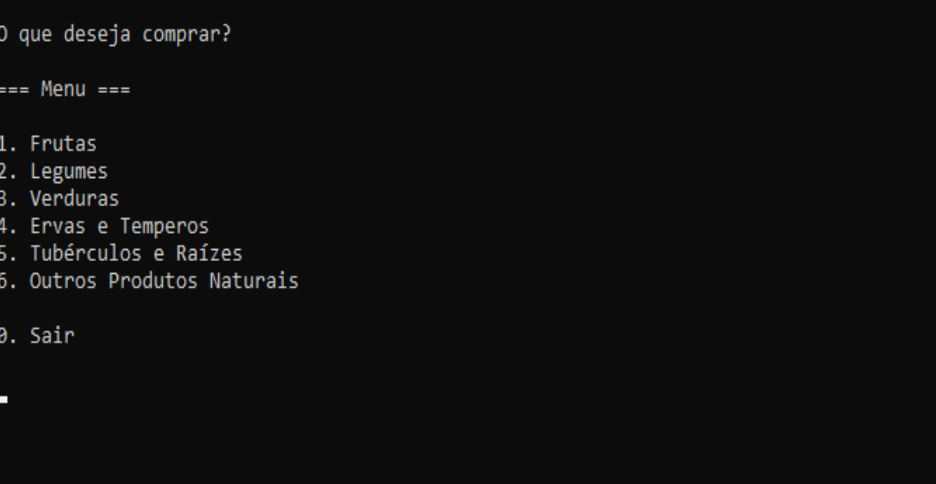 O que deseja comprar?
=== Menu ===
1. Frutas
2. Legumes
3. Verduras
4. Ervas e Temperos
5. Tubérculos e Raízes
6. Outros Produtos Naturais
0. Sair